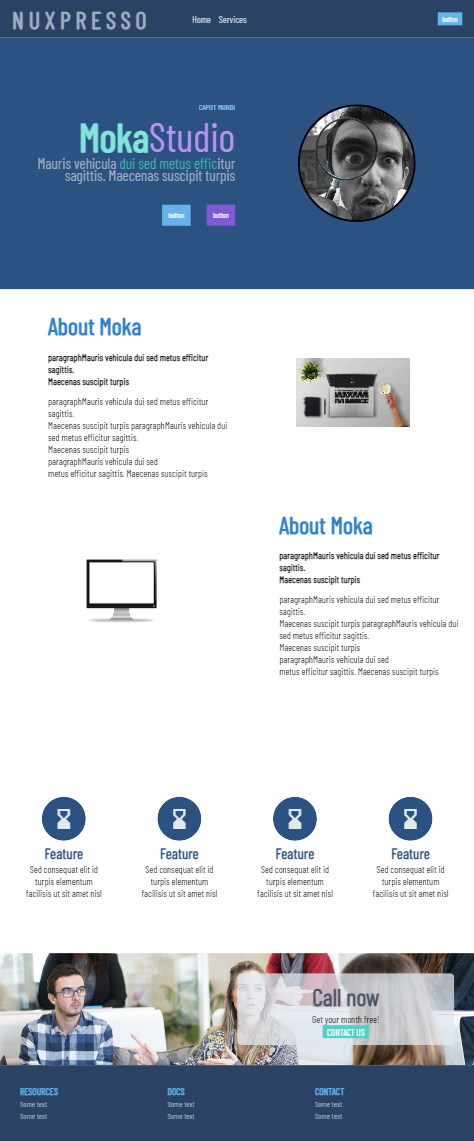 NUXPRESSO
Home Services
button
CAPUT MUNDI
MokaStudio
Mauris vehicula dui sed metus efficitur
sagittis. Maecenas suscipit turpis
button button
About Moka
paragraphMauris vehicula dui sed metus efficitur
sagittis.
Maecenas suscipit turpis
paragraphMauris vehicula dui sed metus efficitur
sagittis.
Maecenas suscipit turpis paragraphMauris vehicula dui
sed metus efficitur sagittis.
Maecenas suscipit turpis
paragraphMauris vehicula dui sed
metus efficitur sagittis. Maecenas suscipit turpis
About Moka
paragraphMauris vehicula dui sed metus efficitur
sagittis.
Maecenas suscipit turpis
paragraphMauris vehicula dui sed metus efficitur
sagittis.
Maecenas suscipit turpis paragraphMauris vehicula dui
sed metus efficitur sagittis.
Maecenas suscipit turpis
paragraphMauris vehicula dui sed
metus efficitur sagittis. Maecenas suscipit turpis
Feature
Sed consequat elit id
turpis elementum
facilisis ut sit amet nisl
Feature
Sed consequat elit id
turpis elementum
facilisis ut sit amet nisl
Feature
Sed consequat elit id
turpis elementum
facilisis ut sit amet nisl
Feature
Sed consequat elit id
turpis elementum
facilisis ut sit amet nisl
Call now
Get your month free!
CONTACT US
RESOURCES
Some text
Some text
DOCS
Some text
Some text
CONTACT
Some text
Some text